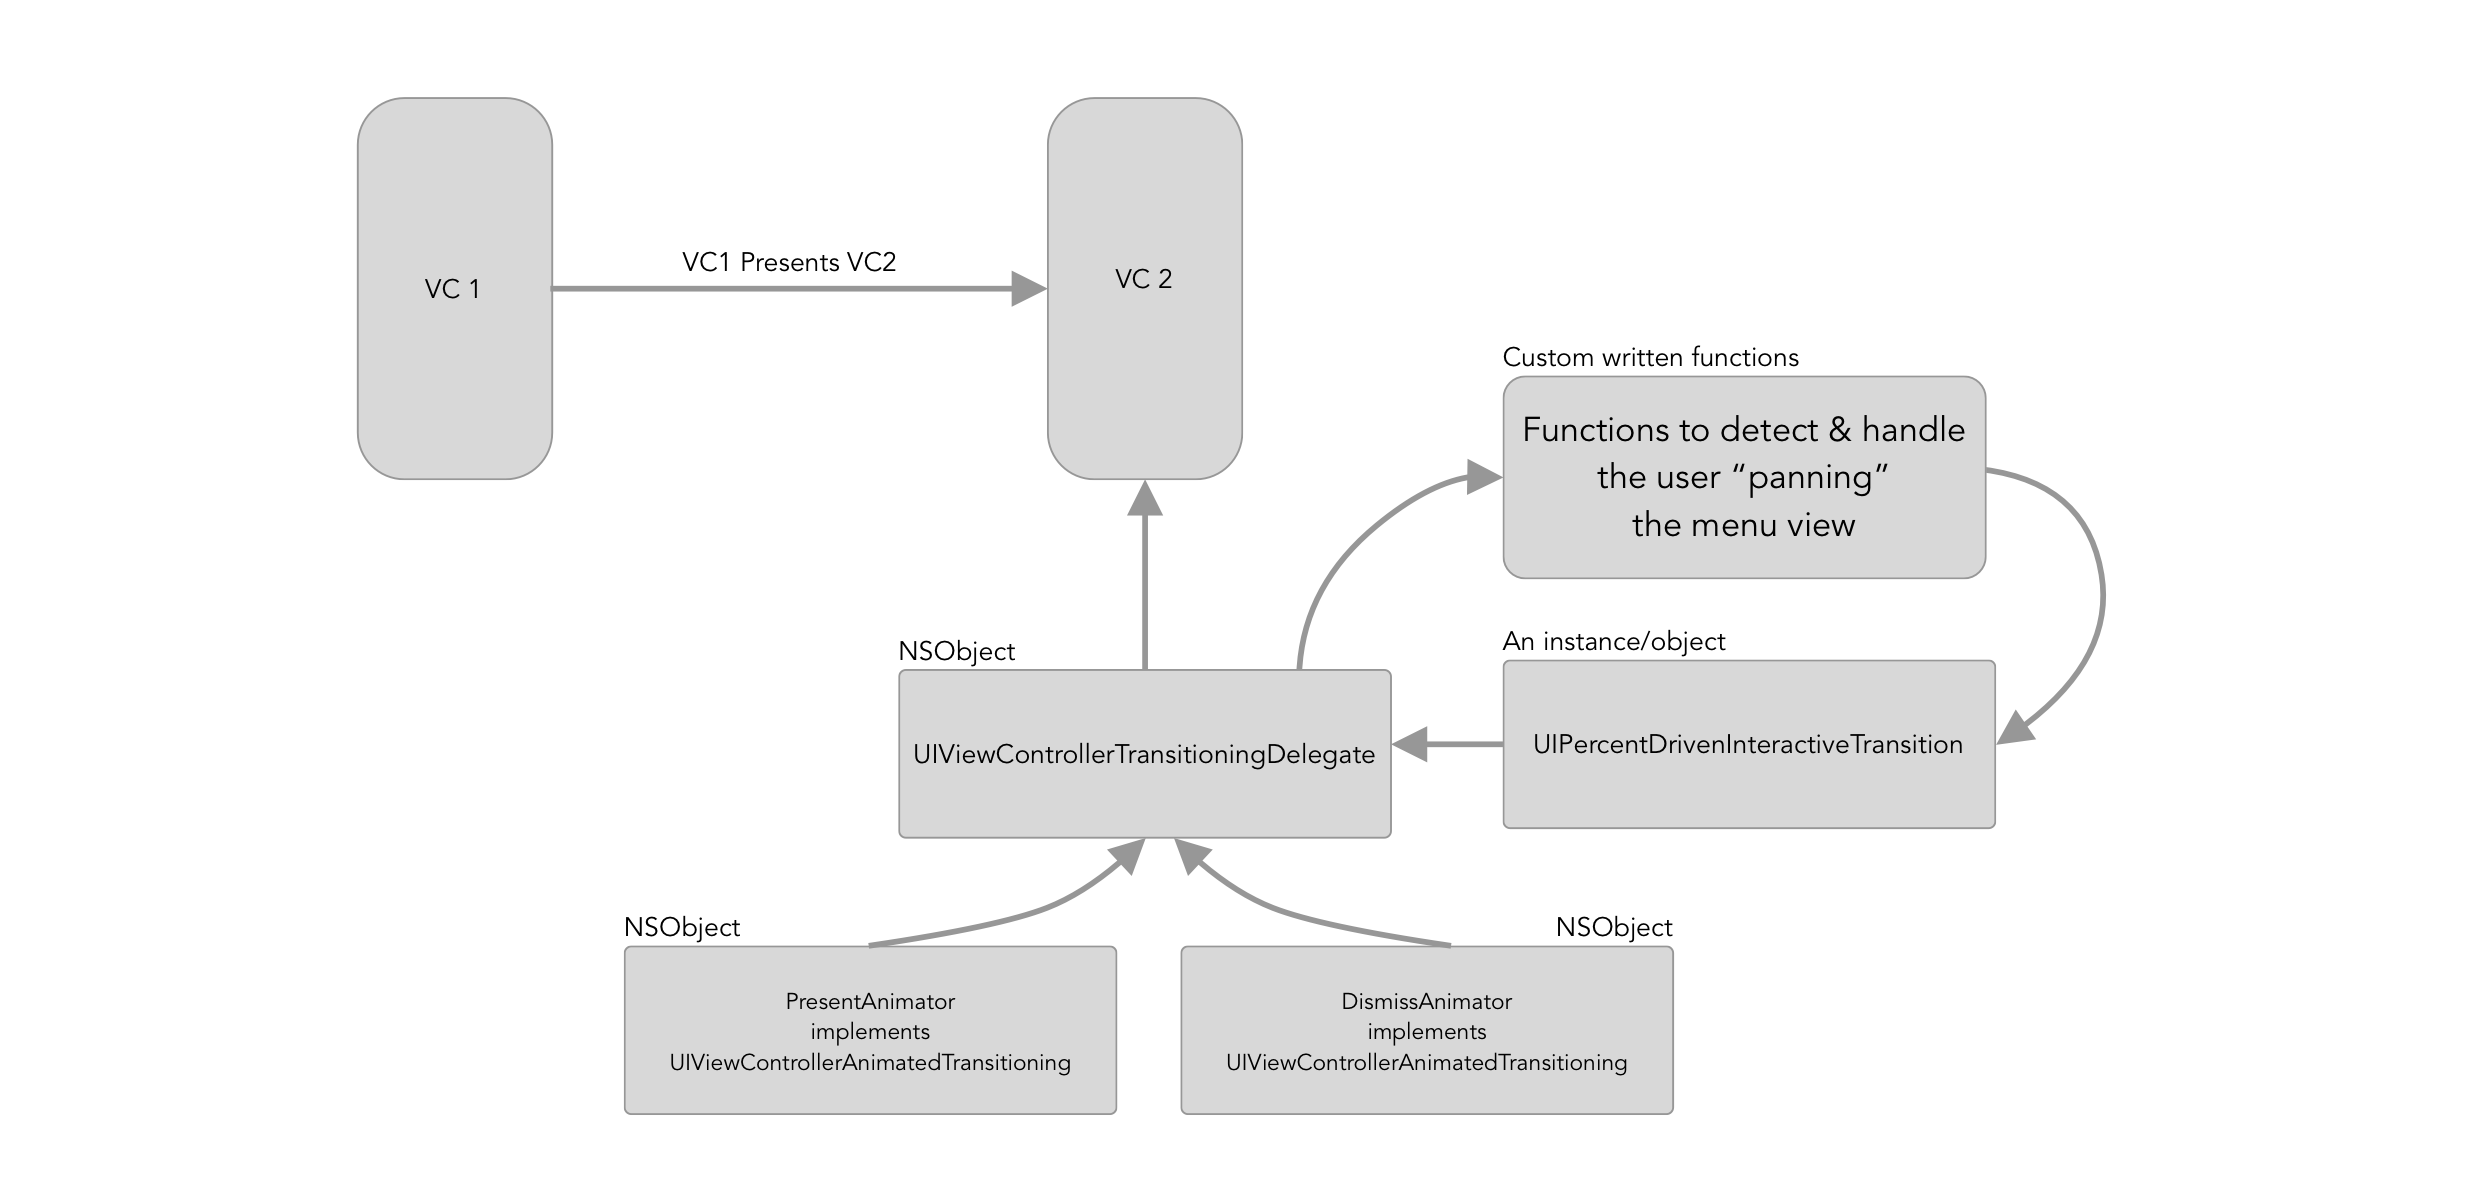 VC1 Presents VC2
VC 1
VC 2
Custom written functions
Functions to detect & handle
the user “panning”
the menu view
NSObject
UIViewControllerTransitioningDelegate
An instance/object
UIPercentDrivenInteractiveTransition
NSObject
PresentAnimator
implements
UIViewControllerAnimatedTransitioning
NSObject
DismissAnimator
implements
UIViewControllerAnimatedTransitioning